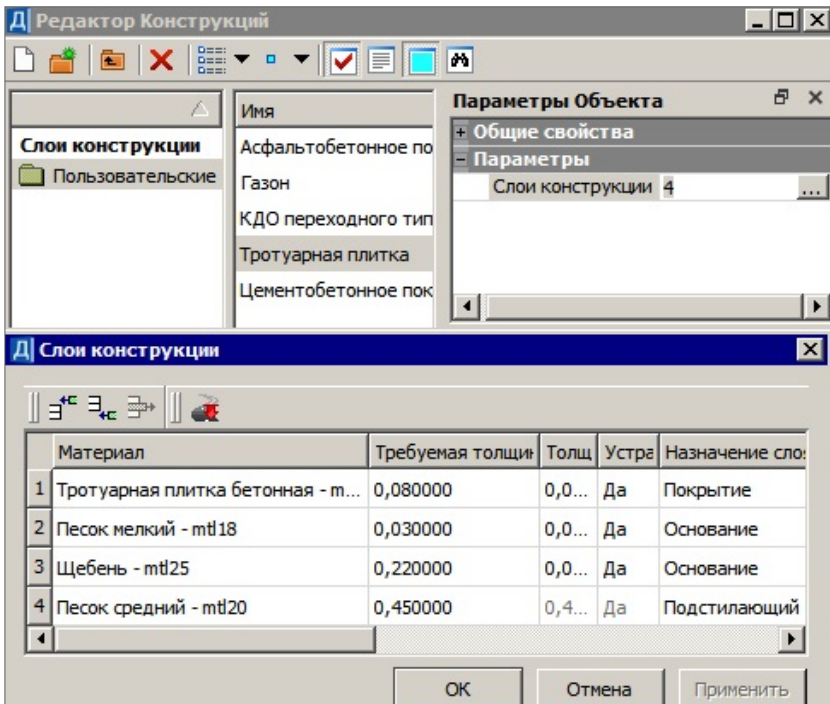 Редактор Конструкций
Имя
Слои конструкции
Пользовательские
Асфальтобетонное по
Газон
КДО переходного тип
Тротуарная плитка
Цементобетонное пок
Параметры Объекта
Общие свойства
Параметры
Слои конструкции 4 ...
Слои конструкции
Материал Требуемая толщин Толщ Устра Назначение слоя
1 Тротуарная плитка бетонная - m... 0,080000 0,0... Да Покрытие
2 Песок мелкий - mtl18 0,030000 0,0... Да Основание
3 Щебень - mtl25 0,220000 0,0... Да Основание
4 Песок средний - mtl20 0,450000 0,4... Да Подстилающий
ОК Отмена Применить